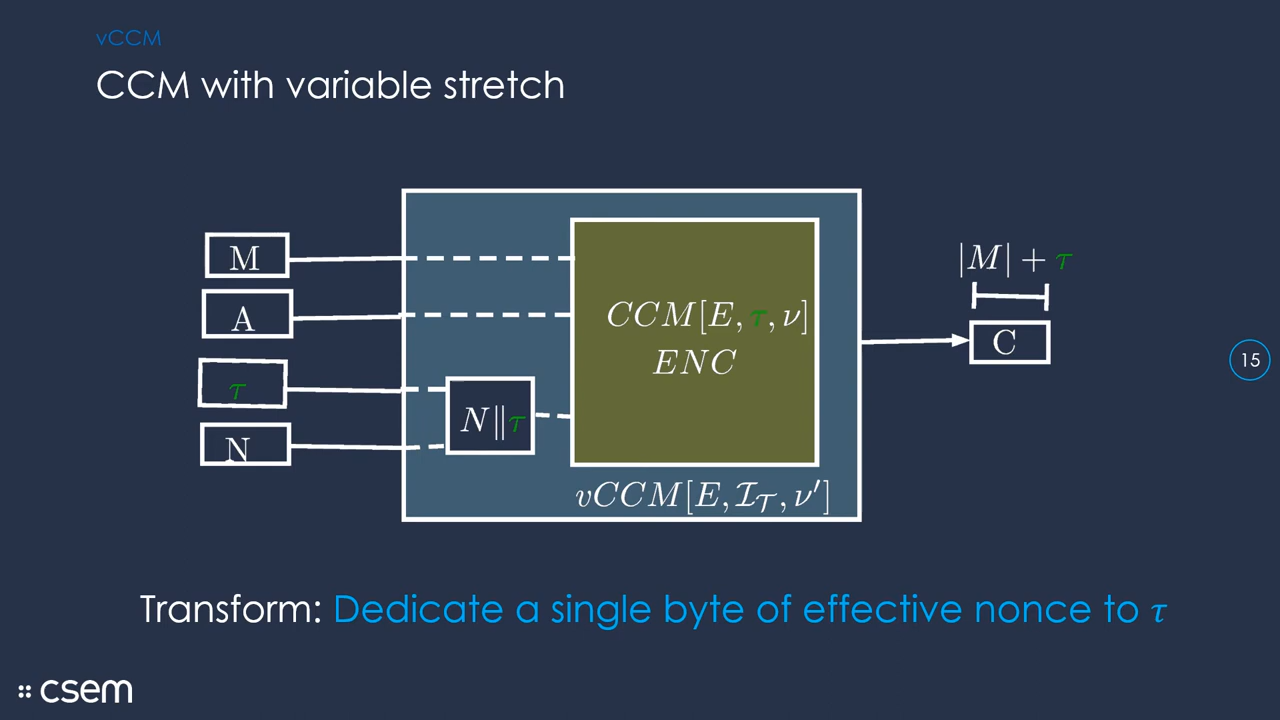 vCCM
CCM with variable stretch
M
A
τ
N
N‖τ
CCM[E, τ, ν]
ENC
vCCM[E, 𝓘_𝒯, ν′]
|M| + τ
C
15
Transform: Dedicate a single byte of effective nonce to τ
csem